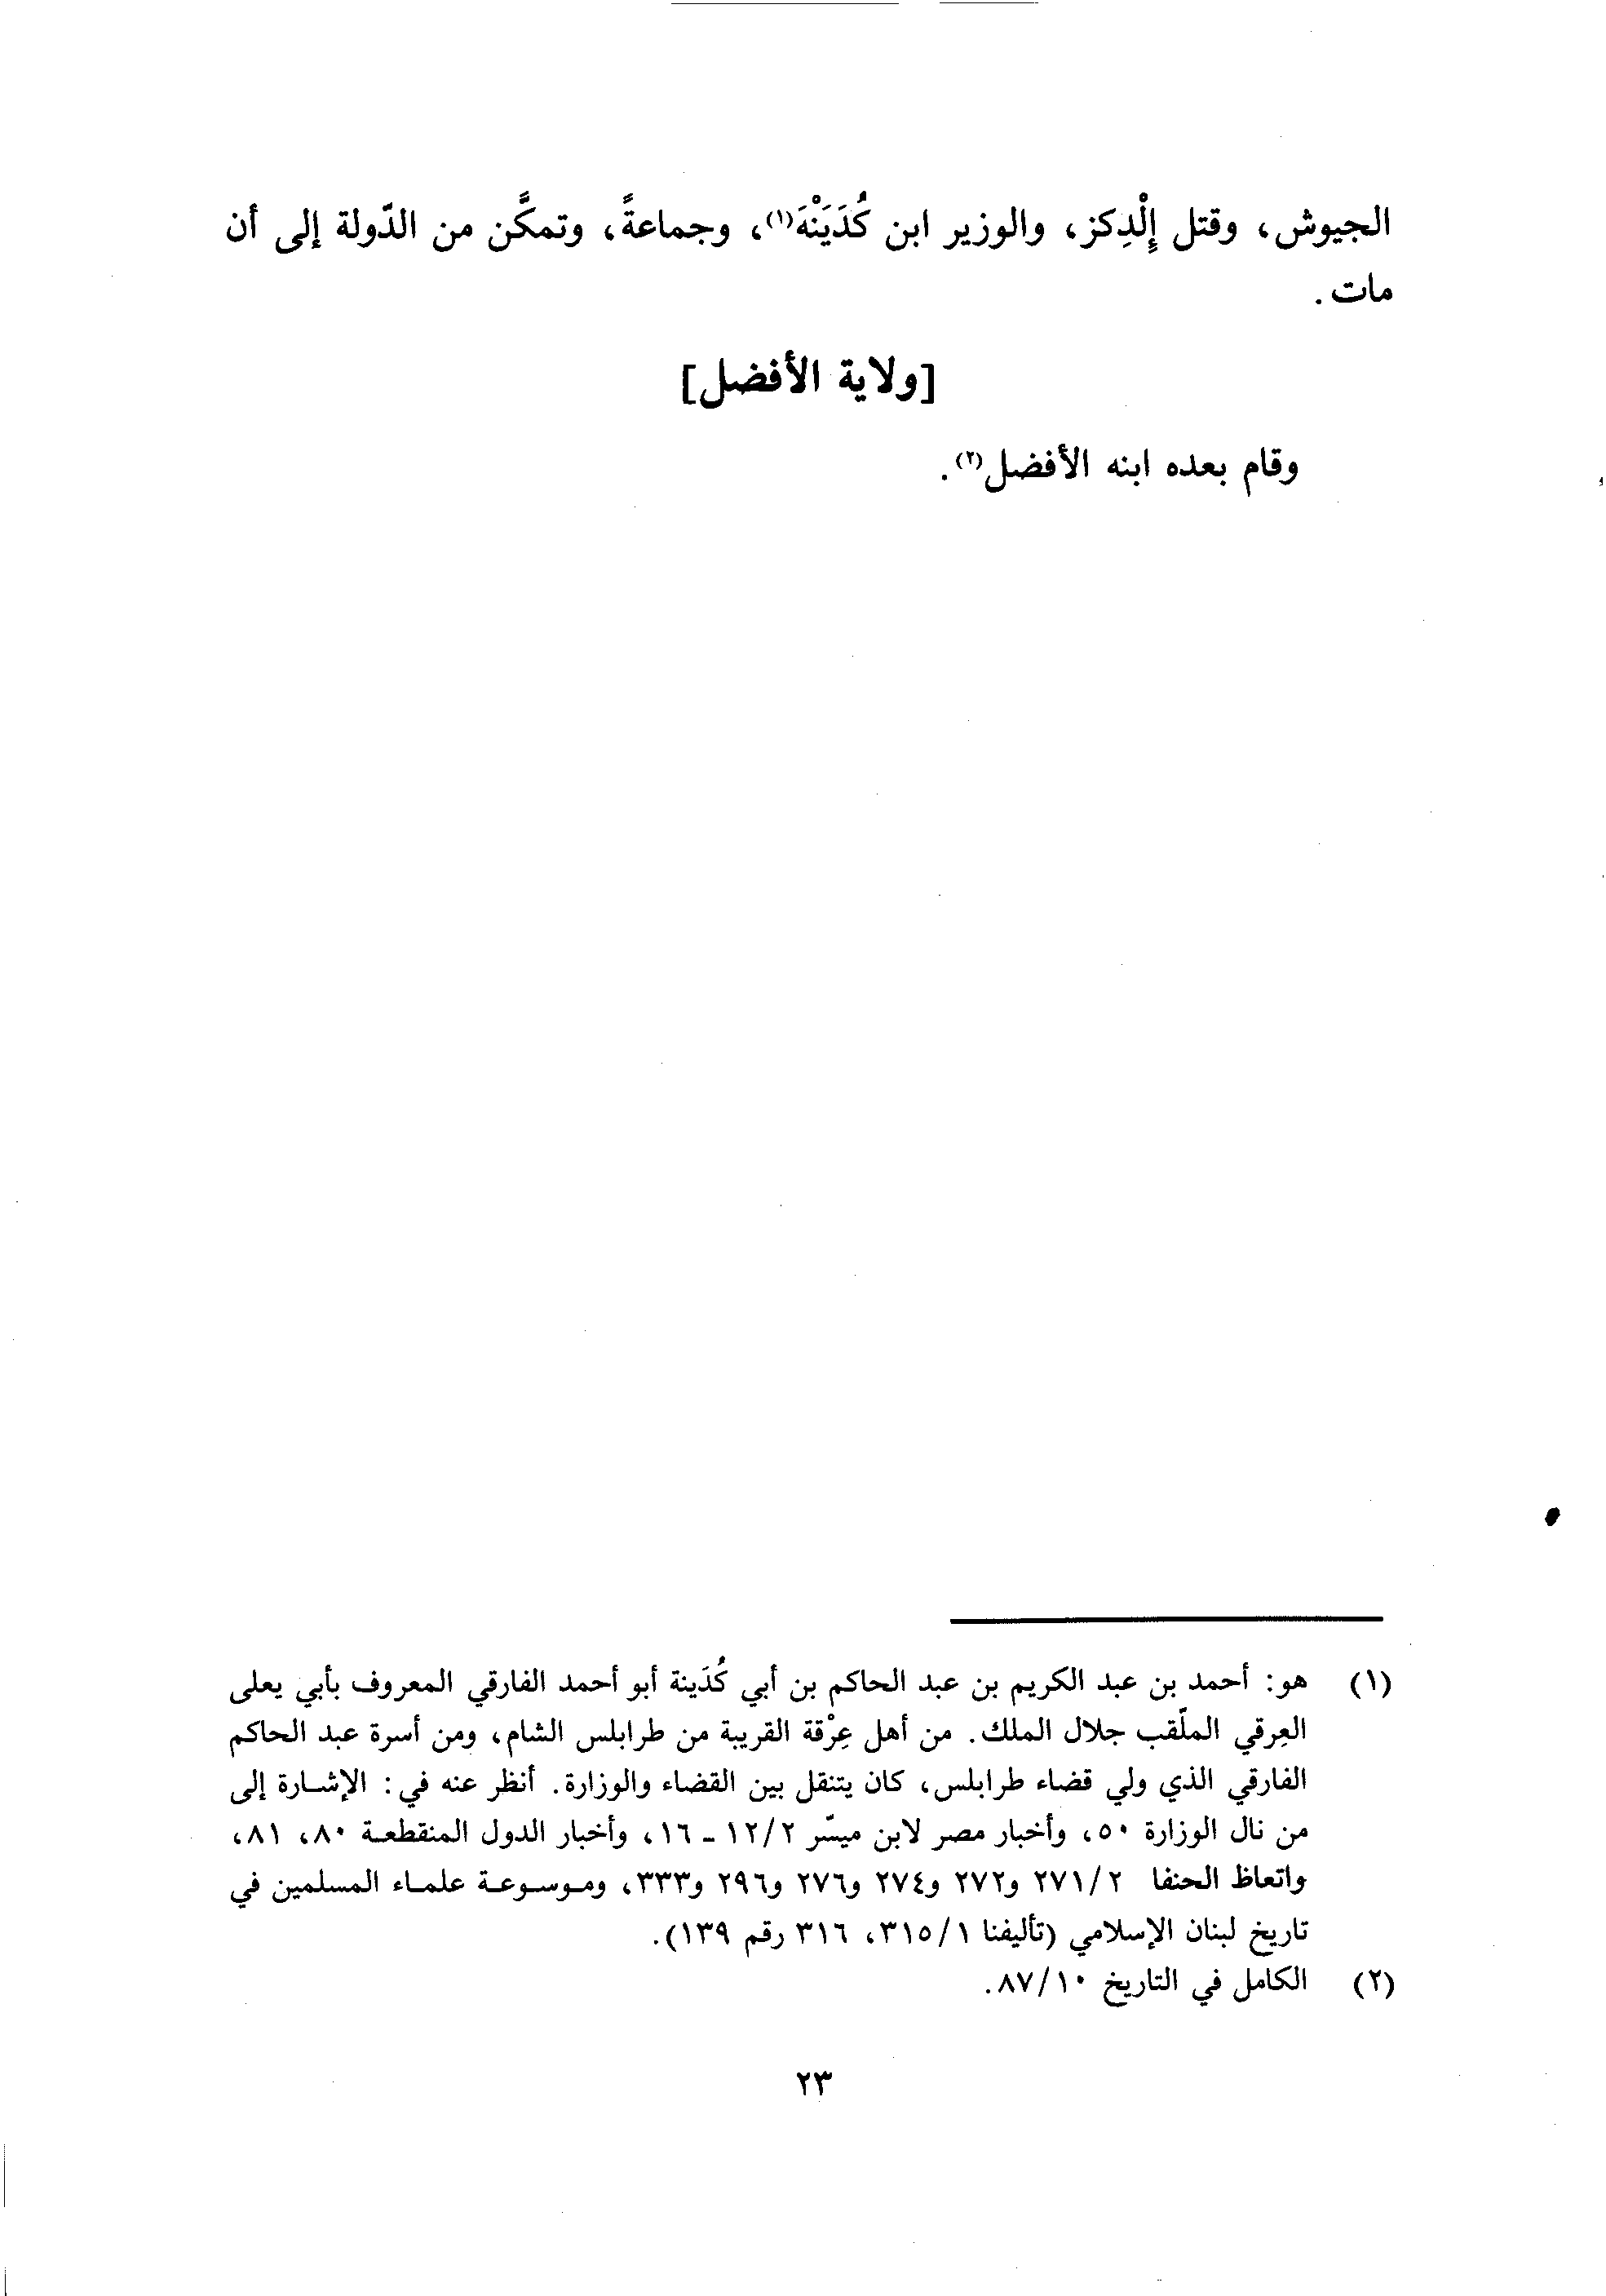 الجيوش، وقتل إِلْدِكز، والوزير ابن كُدَيَنْهَ(١)، وجماعةً، وتمكَّن من الدّولة إلى أن
مات.
[ولاية الأفضل]
وقام بعده ابنه الأفضل(٢).
(١) هو: أحمد بن عبد الكريم بن عبد الحاكم بن أبي كُدَينة أبو أحمد الفارقي المعروف بأبي يعلى
العِرقي الملّقب جلال الملك. من أهل عِرْقة القريبة من طرابلس الشام، ومن أسرة عبد الحاكم
الفارقي الذي ولي قضاء طرابلس، كان يتنقل بين القضاء والوزارة. أنظر عنه في: الإشارة إلى
من نال الوزارة ٥٠، وأخبار مصر لابن ميسّر ١٢/٢ - ١٦، وأخبار الدول المنقطعة ٨٠، ٨١،
واتعاظ الحنفا ٢٧١/٢ و٢٧٢ و٢٧٤ و٢٧٦ و٢٩٦ و٣٣٣، وموسوعة علماء المسلمين في
تاريخ لبنان الإسلامي (تأليفنا ٣١٥/١، ٣١٦ رقم ١٣٩).
(٢) الكامل في التاريخ ٨٧/١٠.
٢٣